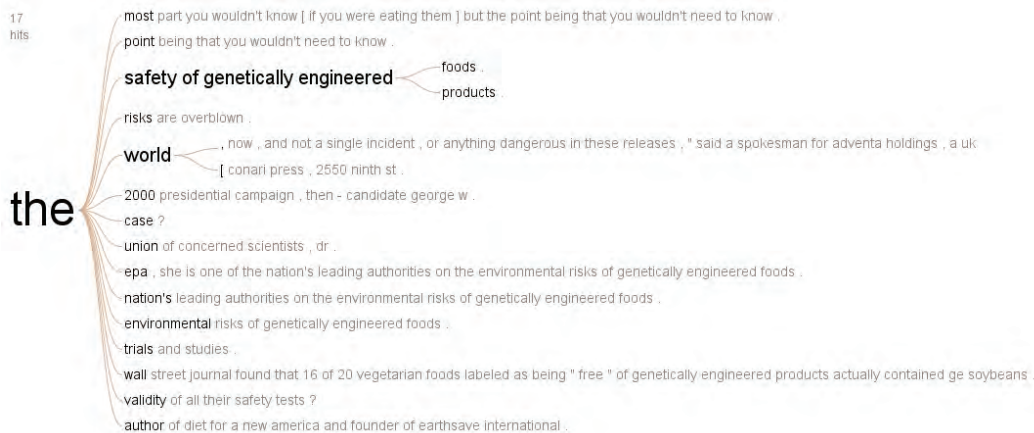 17
hits
the
most part you wouldn't know [ if you were eating them ] but the point being that you wouldn't need to know .
point being that you wouldn't need to know .
safety of genetically engineered
foods .
products .
risks are overblown .
world
, now , and not a single incident , or anything dangerous in these releases , " said a spokesman for adventa holdings , a uk
[ conari press , 2550 ninth st .
2000 presidential campaign , then - candidate george w .
case ?
union of concerned scientists , dr .
epa , she is one of the nation's leading authorities on the environmental risks of genetically engineered foods .
nation's leading authorities on the environmental risks of genetically engineered foods .
environmental risks of genetically engineered foods .
trials and studies .
wall street journal found that 16 of 20 vegetarian foods labeled as being " free " of genetically engineered products actually contained ge soybeans .
validity of all their safety tests ?
author of diet for a new america and founder of earthsave international .